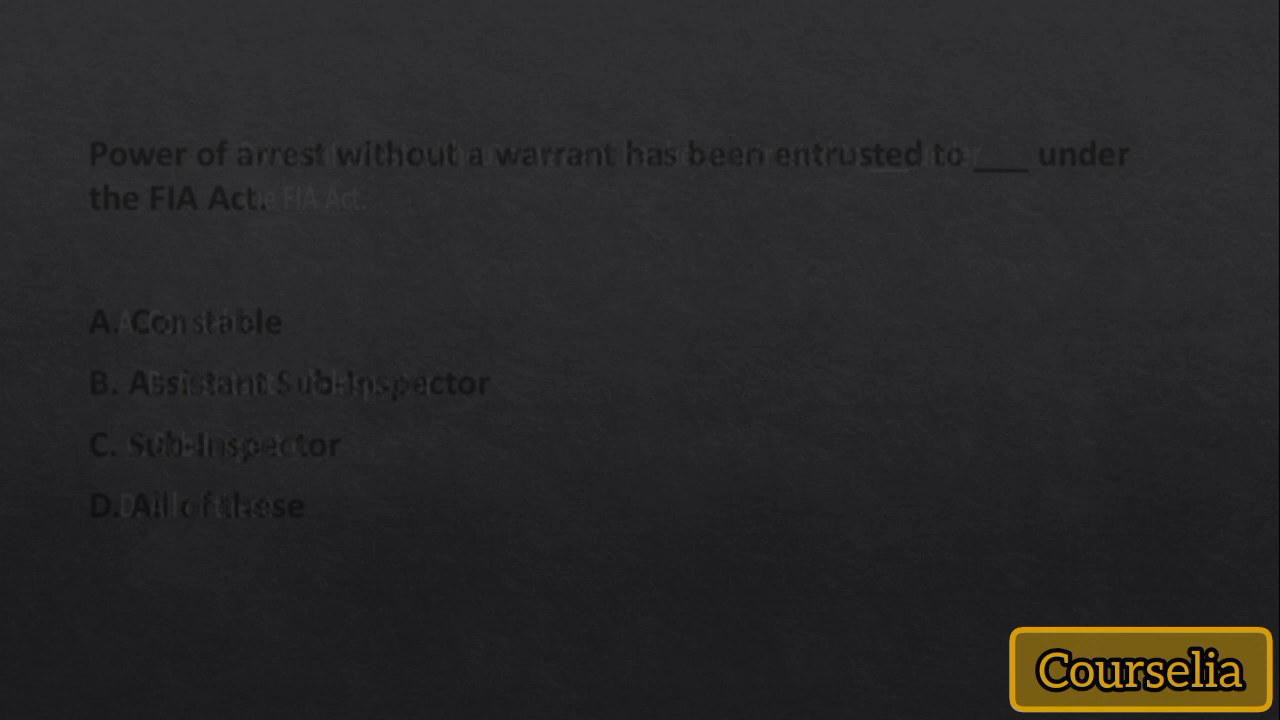 Power of arrest without a warrant has been entrusted to ___ under
the FIA Act.
A. Constable
B. Assistant Sub-Inspector
C. Sub-Inspector
D. All of these
Courselia